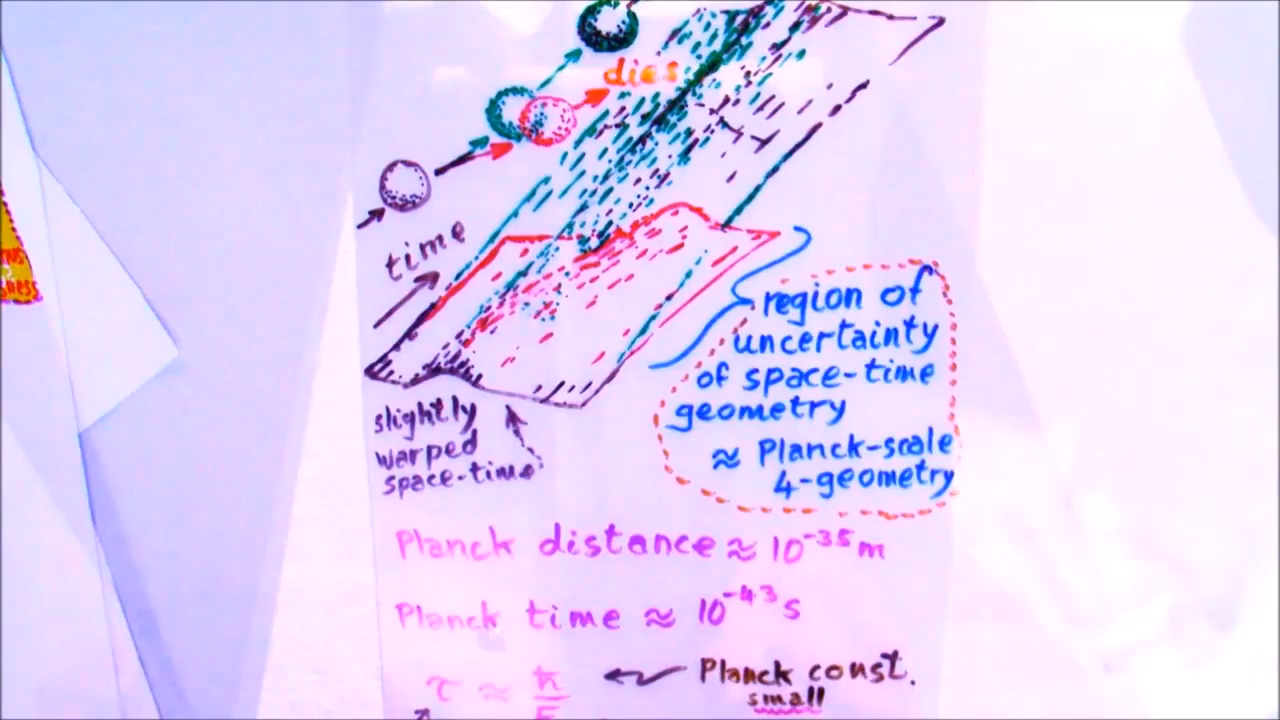 dies
time
region of
uncertainty
of space-time
geometry
≈ Planck-scale
4-geometry
slightly
warped
space-time
Planck distance ≈ 10⁻³⁵ m
Planck time ≈ 10⁻⁴³ s
τ ≈ ħ/E
Planck const.
small